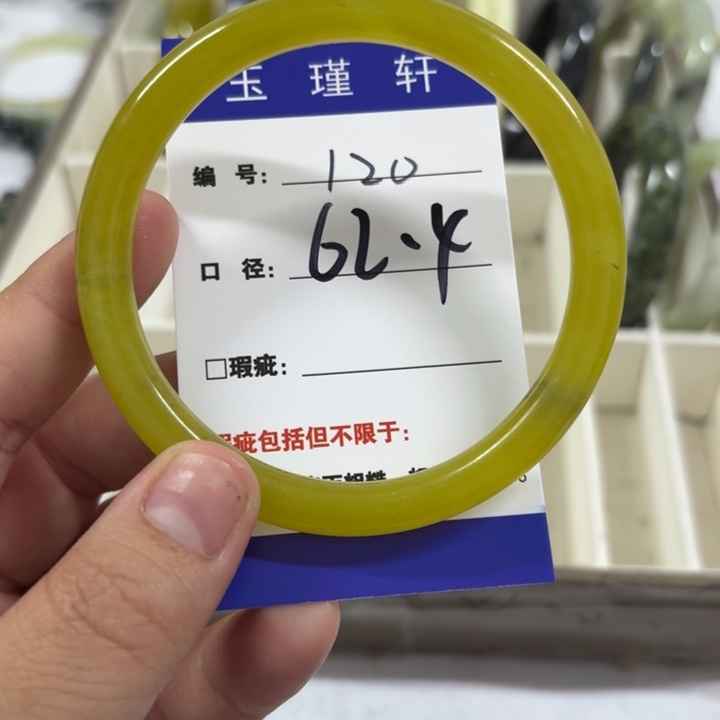 玉瑾轩
编 号: 120
口 径: 62.4
□瑕疵:
瑕疵包括但不限于: